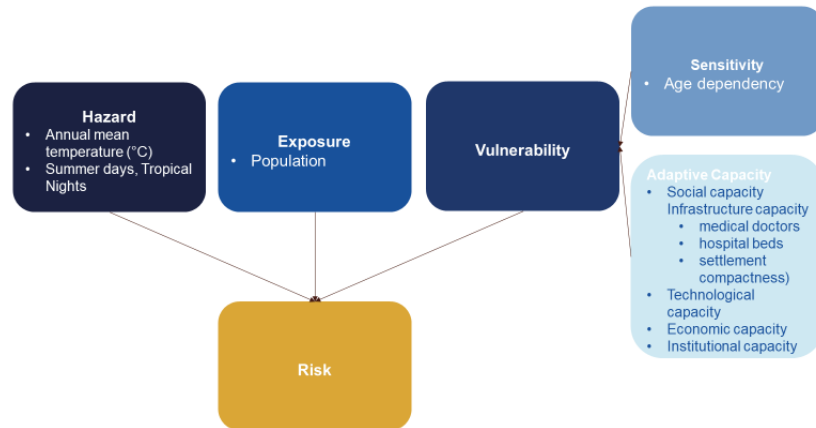 Hazard
• Annual mean
temperature (°C)
• Summer days, Tropical
Nights
Exposure
• Population
Vulnerability
Sensitivity
• Age dependency
Adaptive Capacity
• Social capacity
Infrastructure capacity
• medical doctors
• hospital beds
• settlement
compactness)
• Technological
capacity
• Economic capacity
• Institutional capacity
Risk